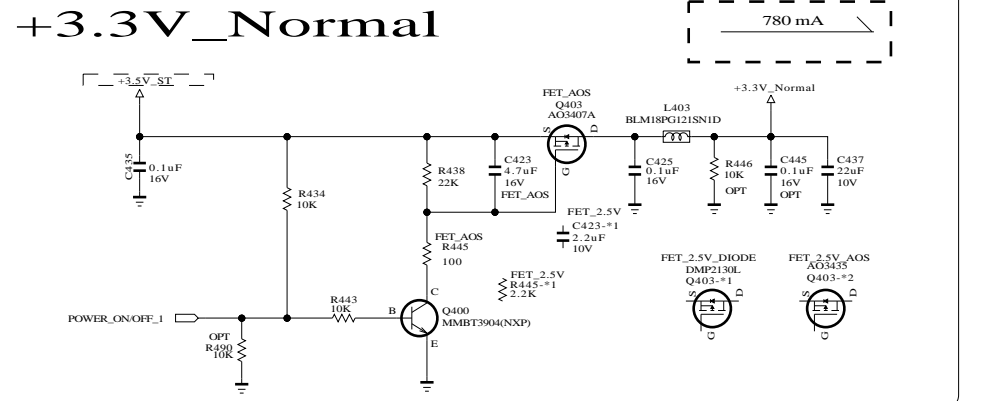 +3.3V_Normal
780 mA
+3.5V_ST
C435
0.1uF
16V
R434
10K
R438
22K
C423
4.7uF
16V
FET_AOS
FET_AOS
Q403
AO3407A
S
D
G
L403
BLM18PG121SN1D
+3.3V_Normal
C425
0.1uF
16V
R446
10K
OPT
C445
0.1uF
16V
OPT
C437
22uF
10V
FET_2.5V
C423-*1
2.2uF
10V
FET_AOS
R445
100
FET_2.5V
R445-*1
2.2K
FET_2.5V_DIODE
DMP2130L
Q403-*1
S
D
G
FET_2.5V_AOS
AO3435
Q403-*2
S
D
G
POWER_ON/OFF_1
OPT
R490
10K
R443
10K
B
C
E
Q400
MMBT3904(NXP)